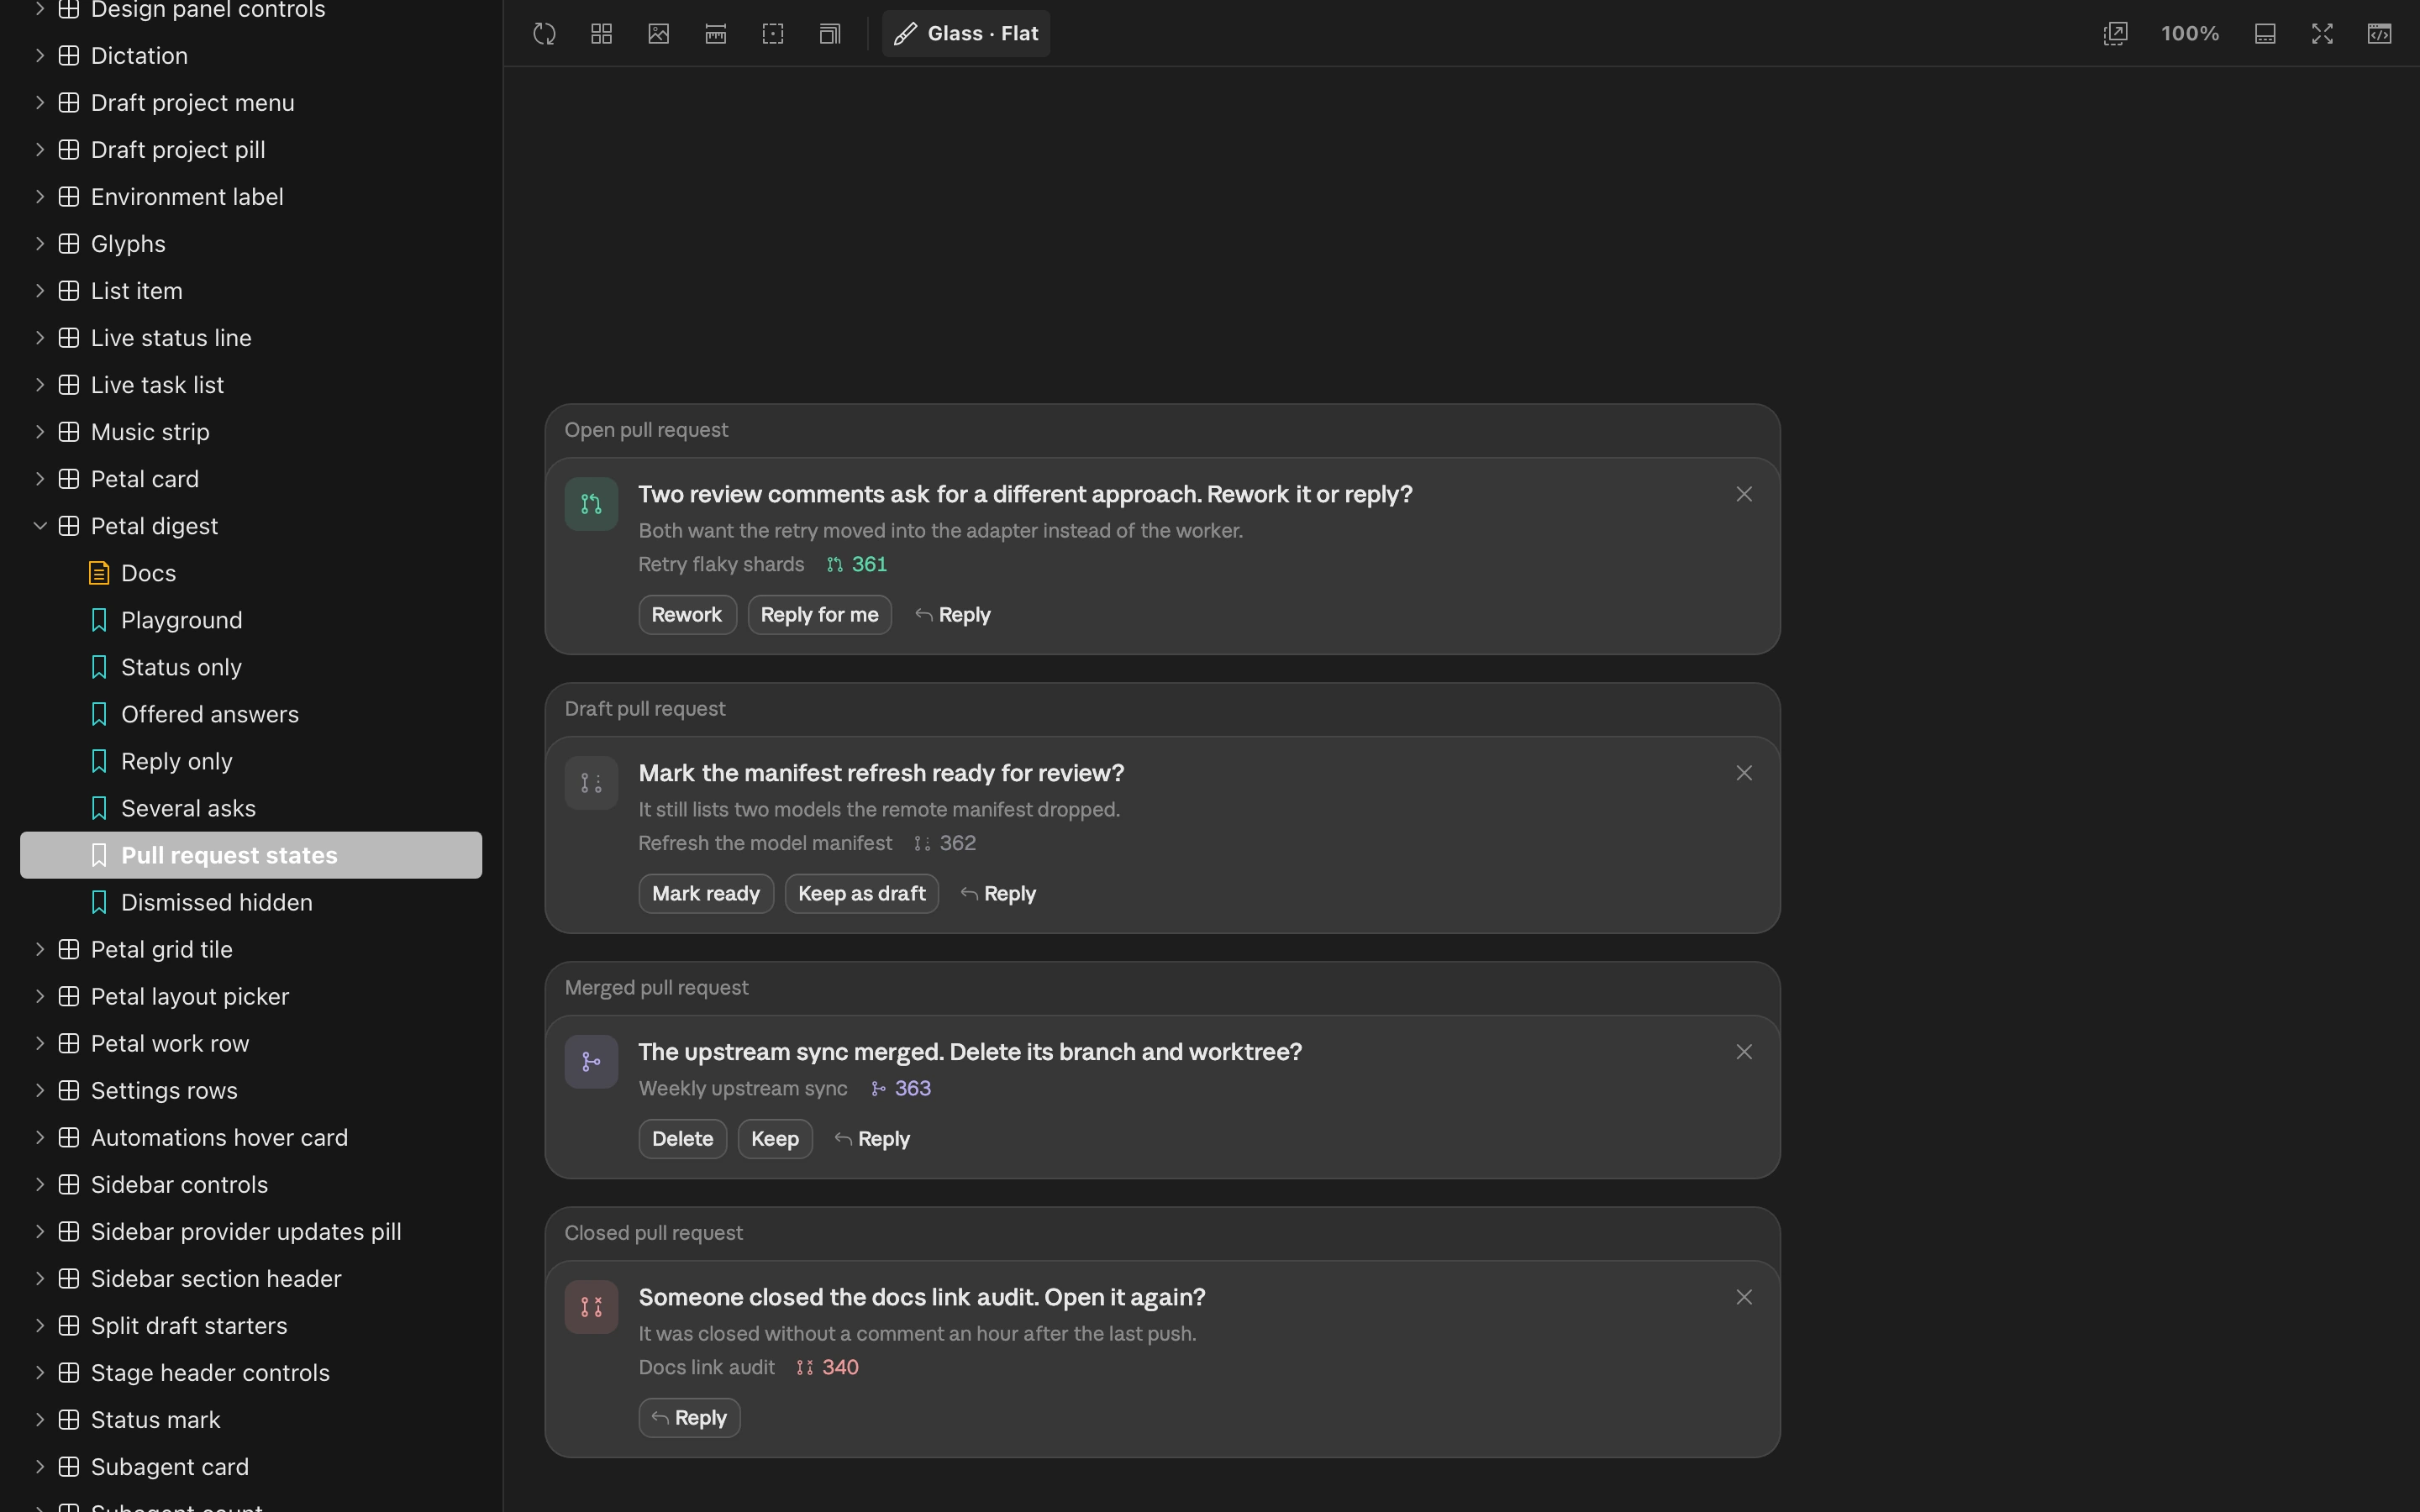 Design panel controls
Dictation
Draft project menu
Draft project pill
Environment label
Glyphs
List item
Live status line
Live task list
Music strip
Petal card
Petal digest
Docs
Playground
Status only
Offered answers
Reply only
Several asks
Pull request states
Dismissed hidden
Petal grid tile
Petal layout picker
Petal work row
Settings rows
Automations hover card
Sidebar controls
Sidebar provider updates pill
Sidebar section header
Split draft starters
Stage header controls
Status mark
Subagent card
Subagent count
Glass · Flat
100%
Open pull request
Two review comments ask for a different approach. Rework it or reply?
Both want the retry moved into the adapter instead of the worker.
Retry flaky shards 361
Rework Reply for me Reply
Draft pull request
Mark the manifest refresh ready for review?
It still lists two models the remote manifest dropped.
Refresh the model manifest 362
Mark ready Keep as draft Reply
Merged pull request
The upstream sync merged. Delete its branch and worktree?
Weekly upstream sync 363
Delete Keep Reply
Closed pull request
Someone closed the docs link audit. Open it again?
It was closed without a comment an hour after the last push.
Docs link audit 340
Reply